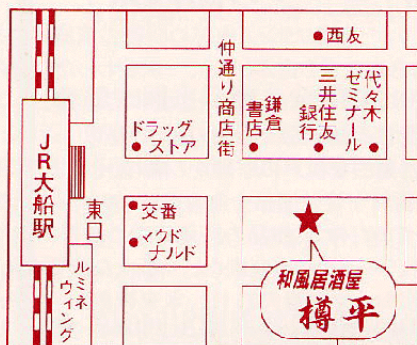 西友
仲通り商店街
代々木
ゼミナール
三井住友
銀行
鎌倉
書店
ドラッグ
ストア
JR大船駅
東口
交番
マクド
ナルド
ルミネ
ウィング
和風居酒屋
樽平